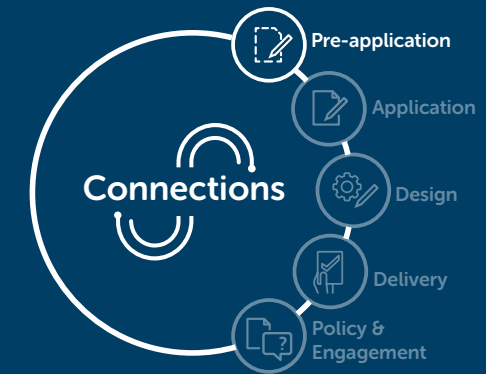 Pre-application
Application
Connections
Design
Delivery
Policy &
Engagement
?